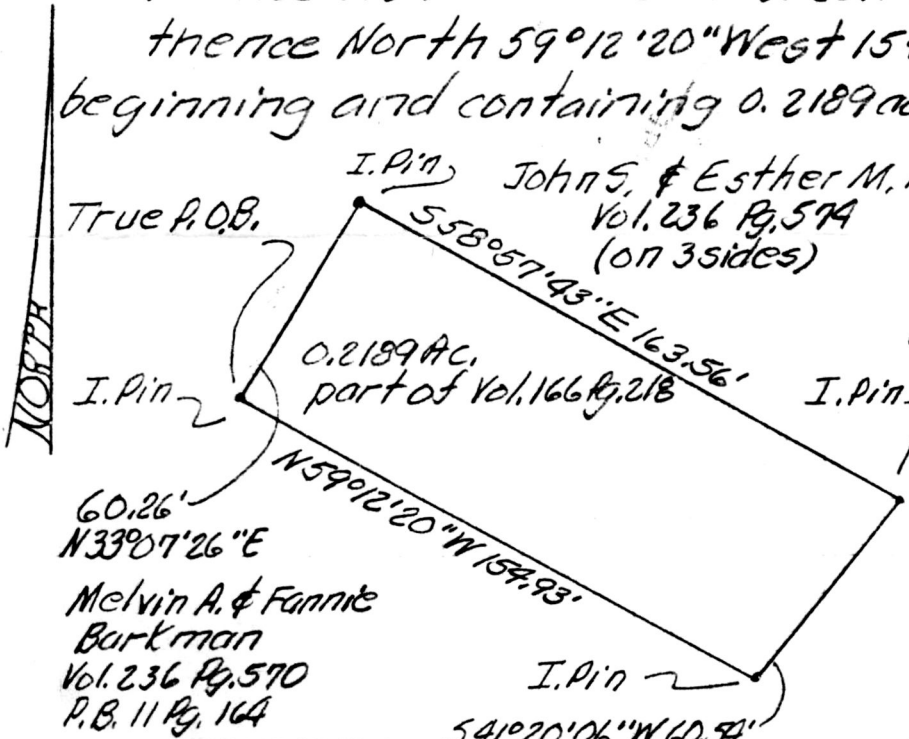 thence North 59°12'20" West 15
beginning and containing 0.2189 ac
I.Pin
John S. & Esther M.
Vol. 236 Pg. 574
(on 3 sides)
True P.O.B.
S58°57'43"E 163.56'
NORTH
0.2189 Ac.
part of Vol. 166 Pg. 218
I.Pin
I.Pin
N59°12'20"W 154.93'
60.26'
N33°07'26"E
Melvin A. & Fannie
Barkman
Vol. 236 Pg. 570
P.B. 11 Pg. 164
I.Pin
S41°20'06"W 60.54'